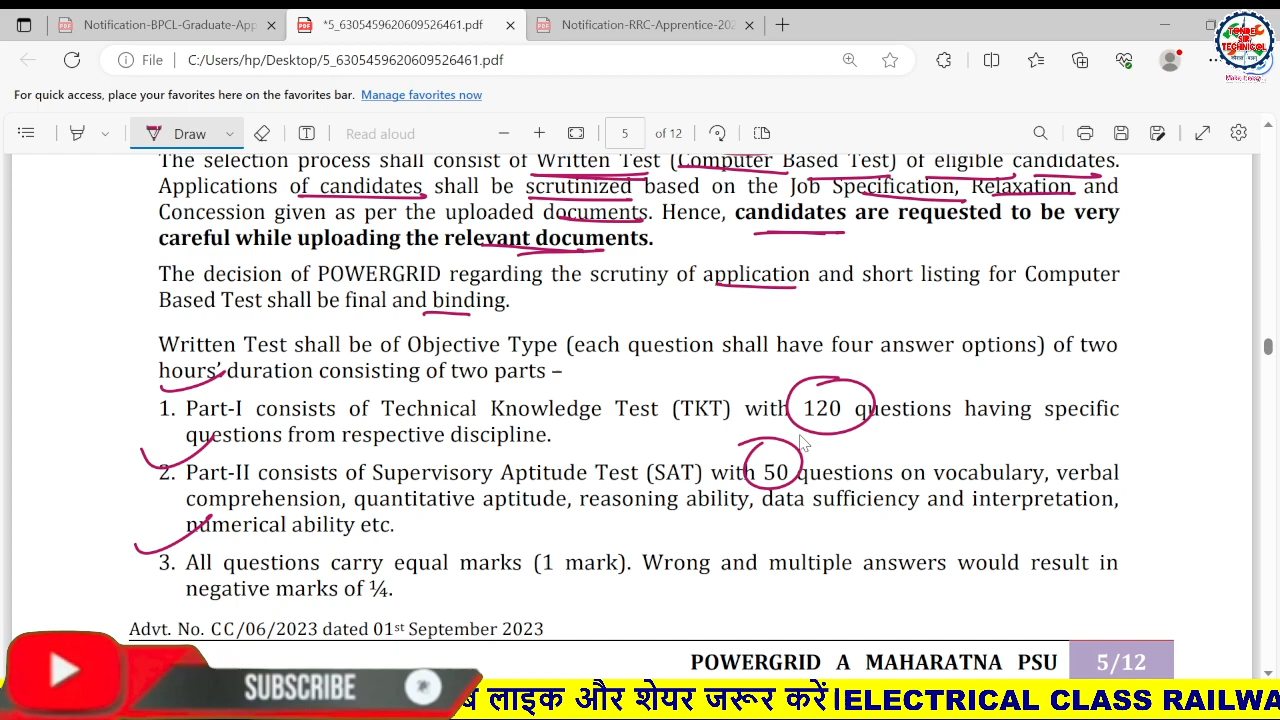 Notification-BPCL-Graduate-App
*5_6305459620609526461.pdf
Notification-RRC-Apprentice-202
File
C:/Users/hp/Desktop/5_6305459620609526461.pdf
TECHNICAL
For quick access, place your favorites here on the favorites bar. Manage favorites now
Draw
Read aloud
5 of 12
The selection process shall consist of Written Test (Computer Based Test) of eligible candidates.
Applications of candidates shall be scrutinized based on the Job Specification, Relaxation and
Concession given as per the uploaded documents. Hence, candidates are requested to be very
careful while uploading the relevant documents.
The decision of POWERGRID regarding the scrutiny of application and short listing for Computer
Based Test shall be final and binding.
Written Test shall be of Objective Type (each question shall have four answer options) of two
hours' duration consisting of two parts –
1. Part-I consists of Technical Knowledge Test (TKT) with 120 questions having specific
questions from respective discipline.
2. Part-II consists of Supervisory Aptitude Test (SAT) with 50 questions on vocabulary, verbal
comprehension, quantitative aptitude, reasoning ability, data sufficiency and interpretation,
numerical ability etc.
3. All questions carry equal marks (1 mark). Wrong and multiple answers would result in
negative marks of ¼.
Advt. No. CC/06/2023 dated 01st September 2023
POWERGRID A MAHARATNA PSU 5/12
SUBSCRIBE
लाइक और शेयर जरूर करें।ELECTRICAL CLASS RAILWA